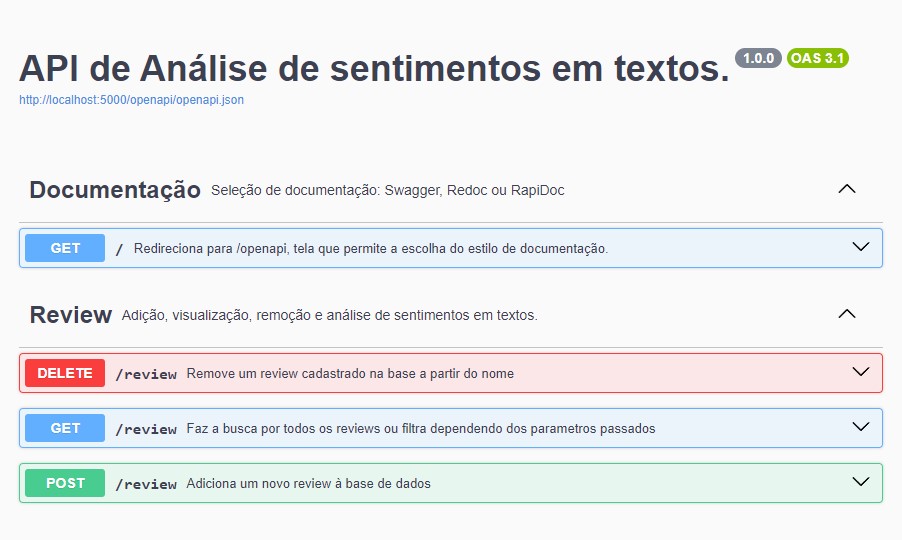 API de Análise de sentimentos em textos. 1.0.0 OAS 3.1
http://localhost:5000/openapi/openapi.json
Documentação Seleção de documentação: Swagger, Redoc ou RapiDoc
GET / Redireciona para /openapi, tela que permite a escolha do estilo de documentação.
Review Adição, visualização, remoção e análise de sentimentos em textos.
DELETE /review Remove um review cadastrado na base a partir do nome
GET /review Faz a busca por todos os reviews ou filtra dependendo dos parametros passados
POST /review Adiciona um novo review à base de dados